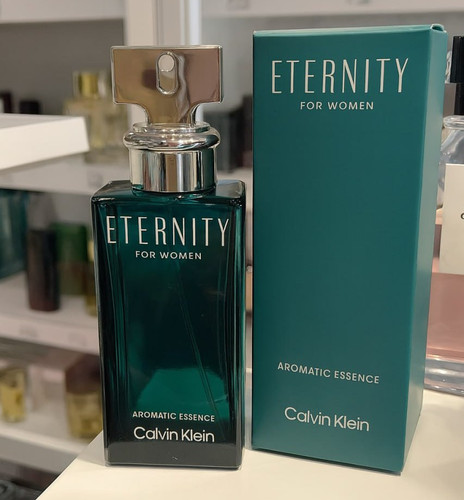 ETERNITY
FOR WOMEN
AROMATIC ESSENCE
Calvin Klein
ETERNITY
FOR WOMEN
AROMATIC ESSENCE
Calvin Klein